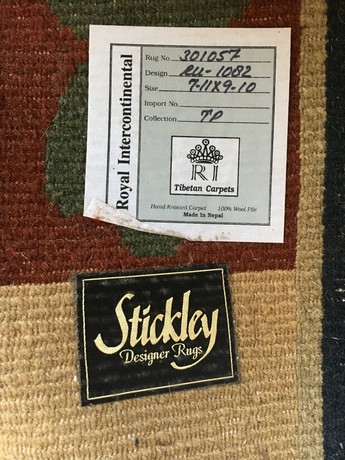 Royal Intercontinental
Rug No. 301057
Design RU-1082
Size 7-11X9-10
Import No.
Collection TP
RI
Tibetan Carpets
Hand Knotted Carpet 100% Wool Pile
Made in Nepal
Stickley
Designer Rugs